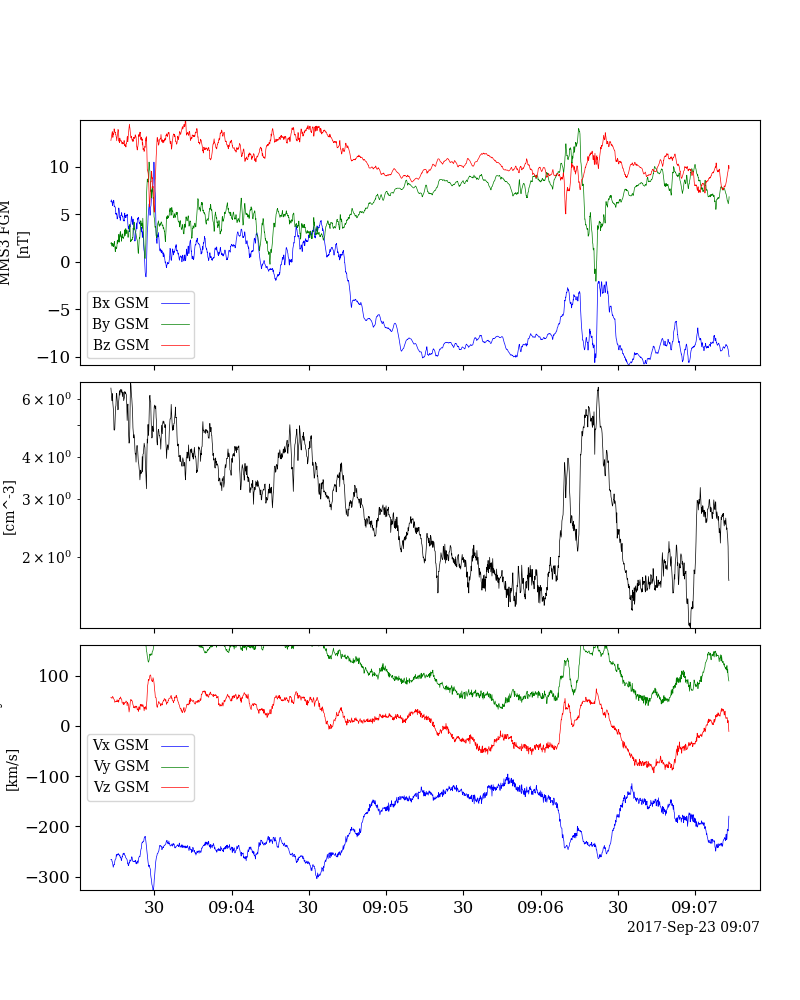 10
5
0
−5
−10
MMS3 FGM
[nT]
Bx GSM
By GSM
Bz GSM
6 × 10⁰
4 × 10⁰
3 × 10⁰
2 × 10⁰
[cm^-3]
100
0
−100
−200
−300
[km/s]
Vx GSM
Vy GSM
Vz GSM
30 09:04 30 09:05 30 09:06 30 09:07
2017-Sep-23 09:07